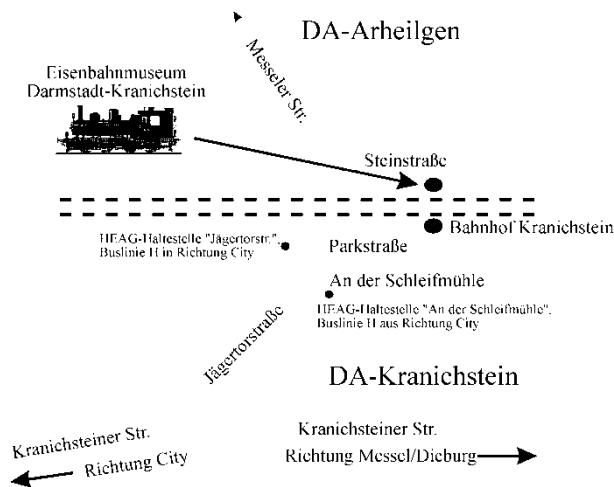 DA-Arheilgen
Messeler Str.
Eisenbahnmuseum
Darmstadt-Kranichstein
Steinstraße
Bahnhof Kranichstein
HEAG-Haltestelle "Jägertorstr.",
Buslinie H in Richtung City
Parkstraße
An der Schleifmühle
HEAG-Haltestelle "An der Schleifmühle",
Buslinie H aus Richtung City
Jägertorstraße
DA-Kranichstein
Kranichsteiner Str.
Richtung City
Kranichsteiner Str.
Richtung Messel/Dieburg